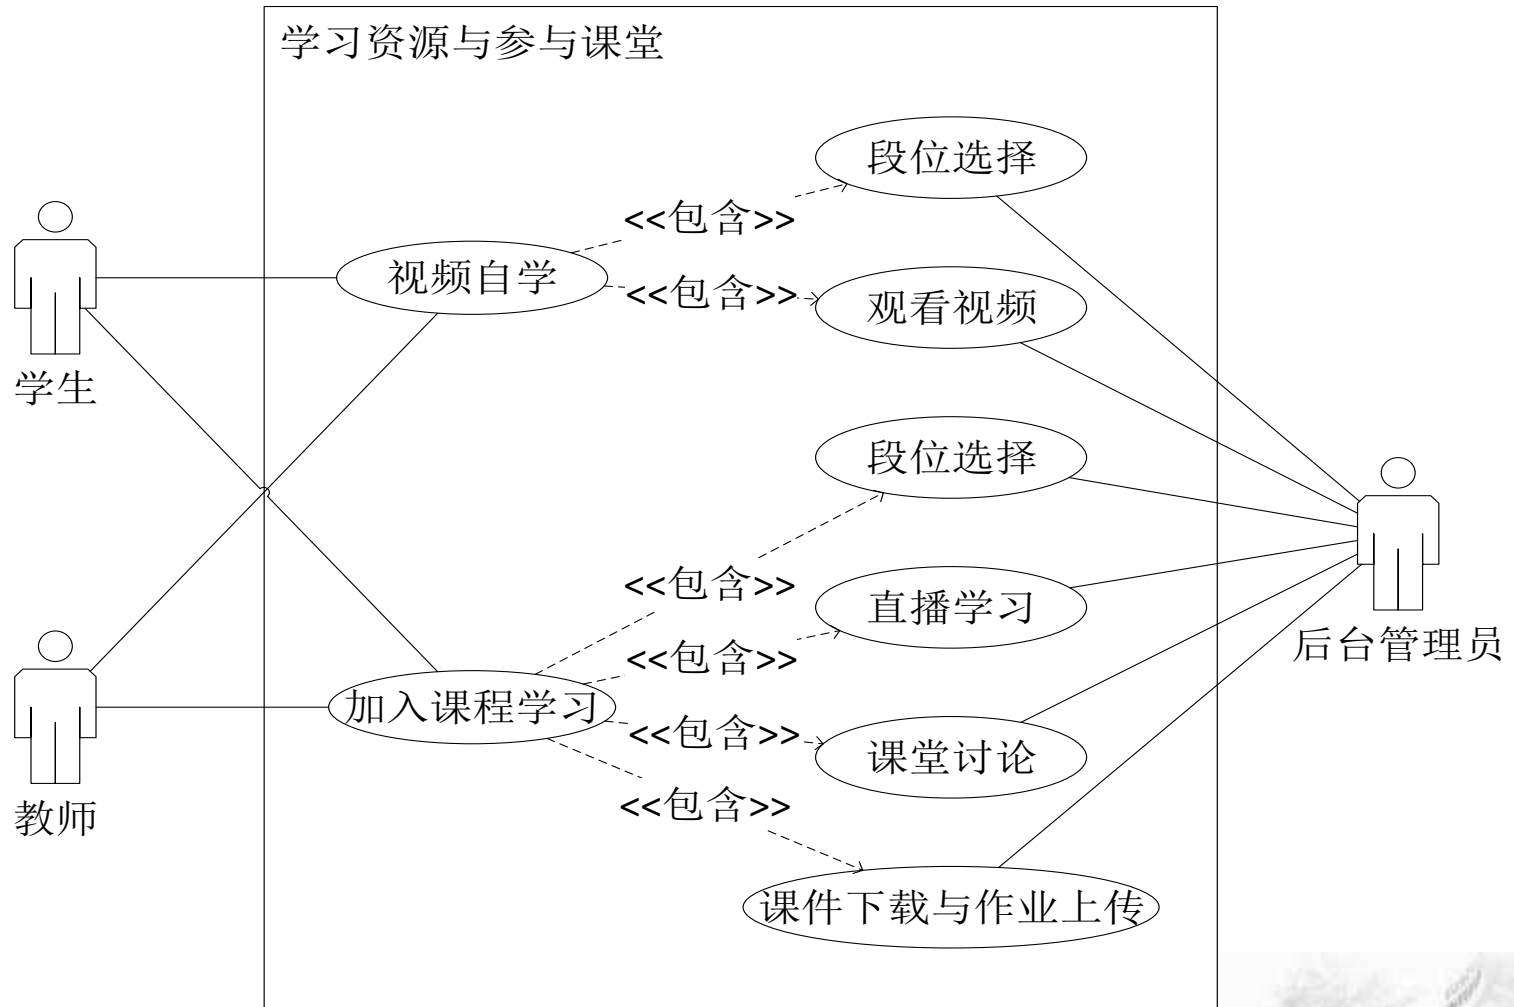 学习资源与参与课堂
段位选择
<<包含>>
视频自学
<<包含>>
观看视频
学生
段位选择
<<包含>>
直播学习
后台管理员
<<包含>>
加入课程学习
<<包含>>
课堂讨论
教师
<<包含>>
课件下载与作业上传